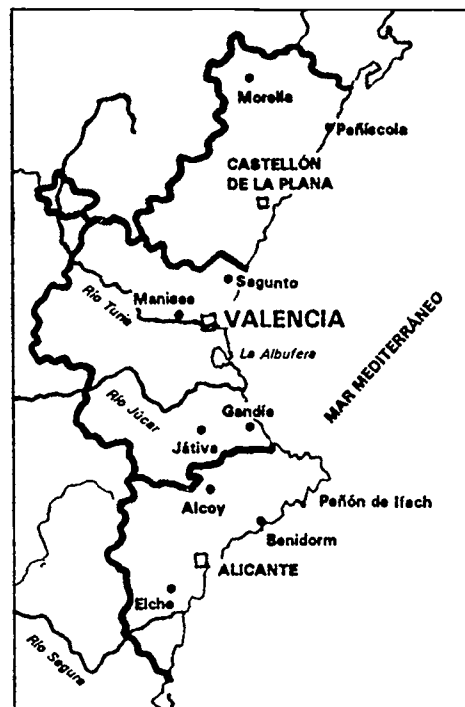 Morella
Peñíscola
CASTELLÓN
DE LA PLANA
Sagunto
Manises
Río Turia
VALENCIA
La Albufera
MAR MEDITERRÁNEO
Río Júcar
Gandía
Játiva
Alcoy
Peñón de Ifach
Benidorm
ALICANTE
Elche
Río Segura